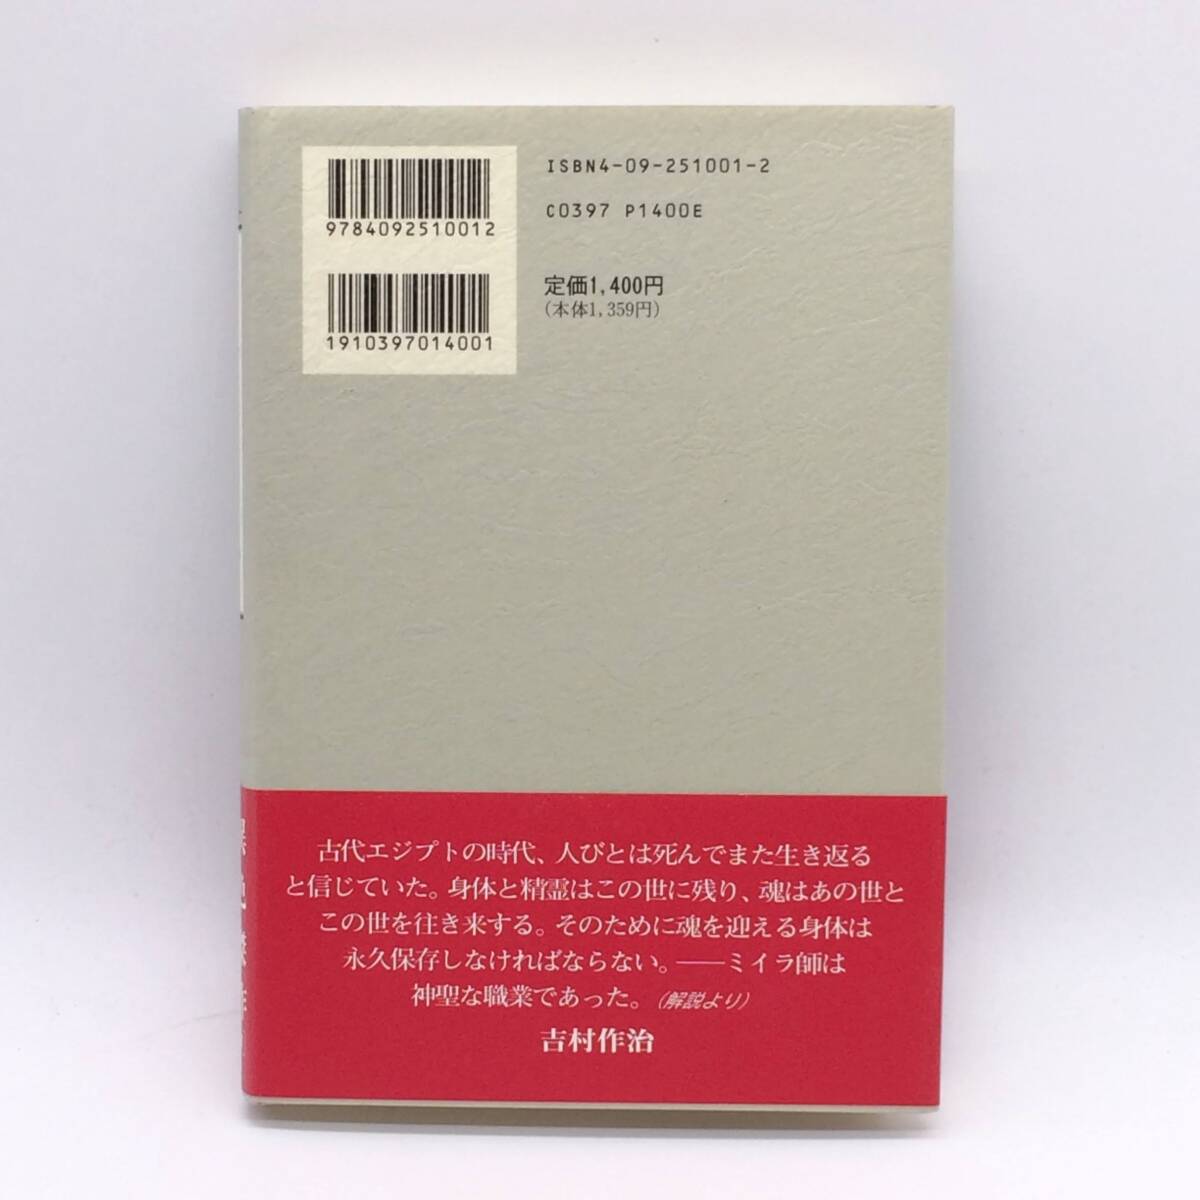 9784092510012
1910397014001
ISBN4-09-251001-2
C0397 P1400E
定価1,400円
(本体1,359円)
古代エジプトの時代、人びとは死んでまた生き返る
と信じていた。身体と精霊はこの世に残り、魂はあの世と
この世を往き来する。そのために魂を迎える身体は
永久保存しなければならない。──ミイラ師は
神聖な職業であった。(解説より)
吉村作治